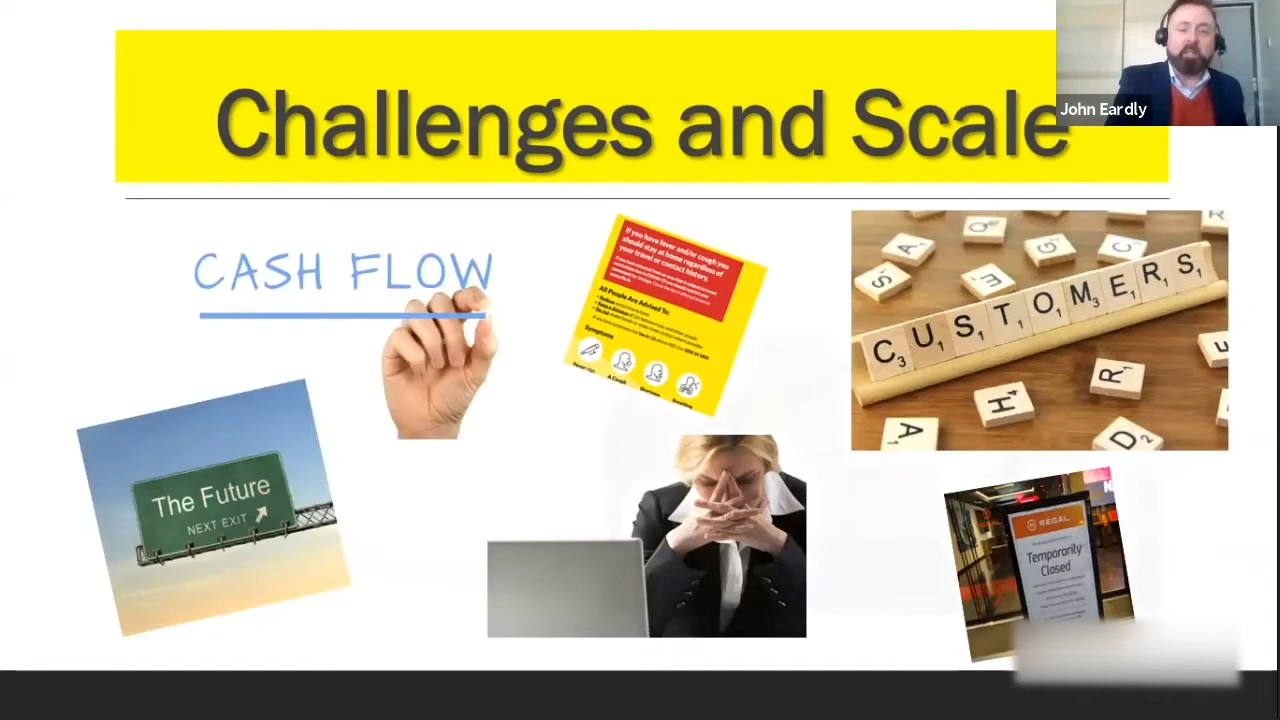 Challenges and Scale
John Eardly
CASH FLOW
If you have fever and/or cough you
should stay at home regardless of
your travel or contact history.
All People Are Advised To:
Symptoms
A Cough
CUSTOMERS
The Future
NEXT EXIT
REGAL
Temporarily
Closed